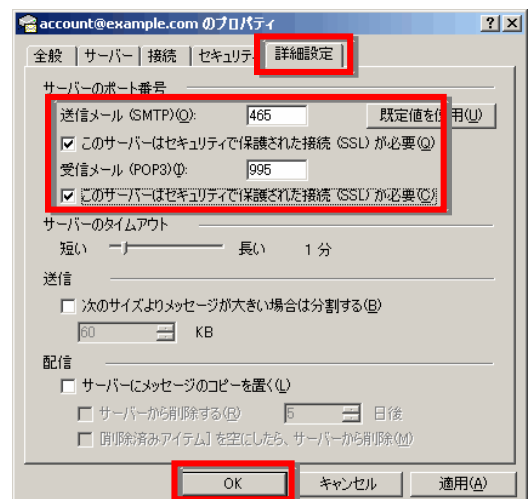 account@example.com のプロパティ
全般 サーバー 接続 セキュリティ 詳細設定
サーバーのポート番号
送信メール (SMTP)(O): 465 既定値を使用(U)
このサーバーはセキュリティで保護された接続 (SSL) が必要(Q)
受信メール (POP3)(I): 995
このサーバーはセキュリティで保護された接続 (SSL) が必要(C)
サーバーのタイムアウト
短い 長い 1 分
送信
次のサイズよりメッセージが大きい場合は分割する(B)
60 KB
配信
サーバーにメッセージのコピーを置く(L)
サーバーから削除する(R) 5 日後
[削除済みアイテム] を空にしたら、サーバーから削除(M)
OK キャンセル 適用(A)